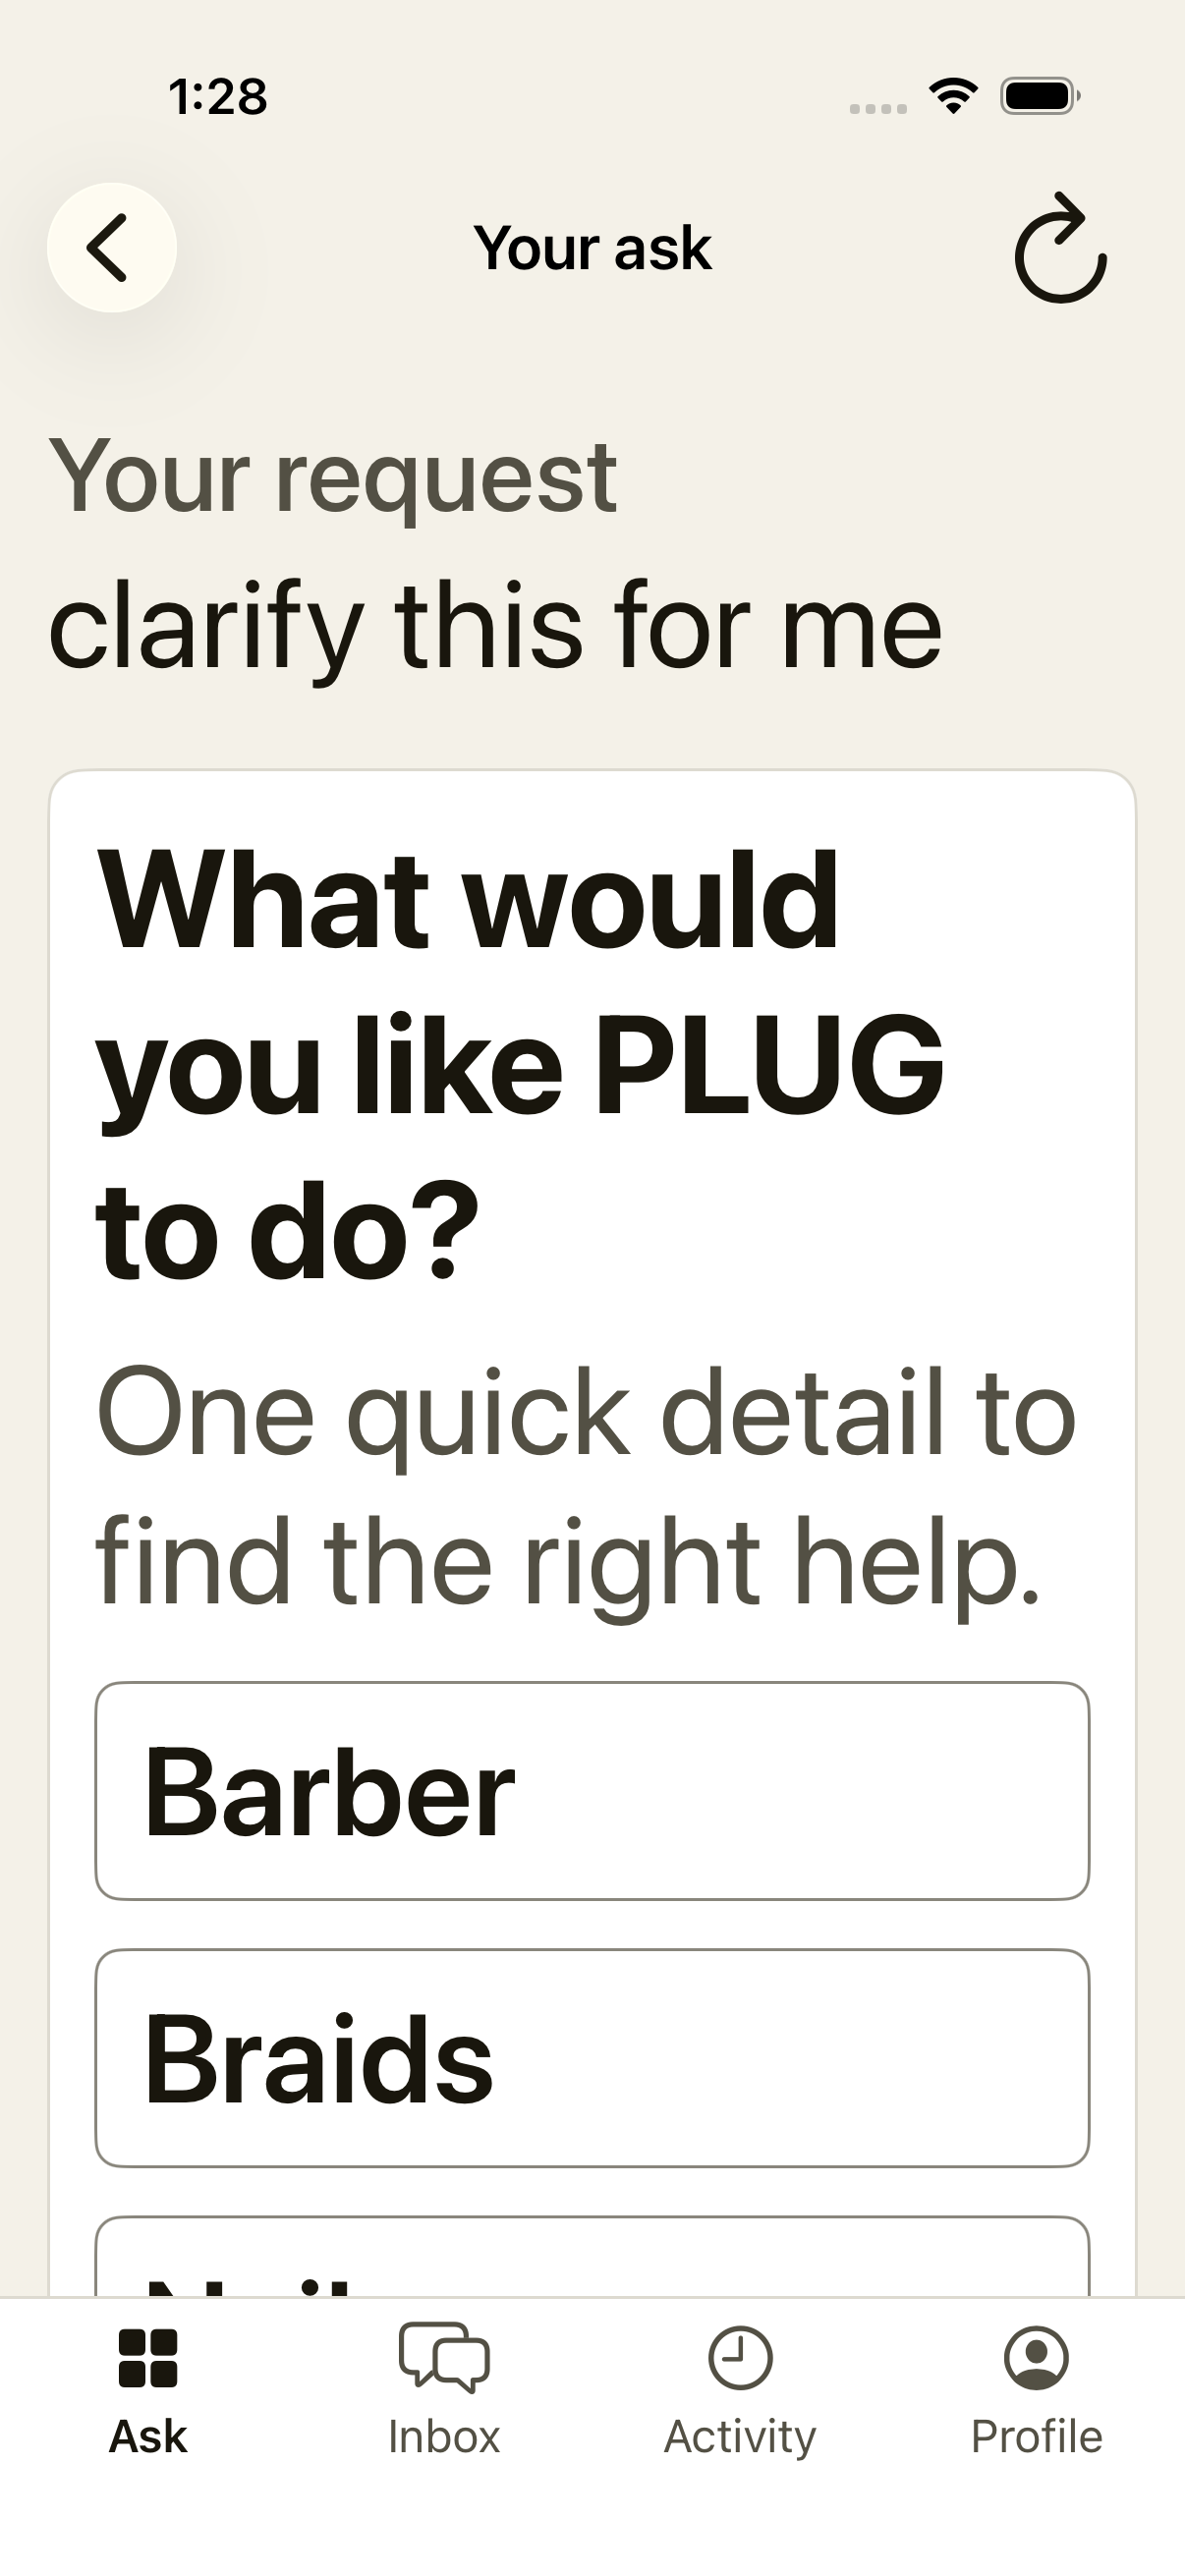 1:28
Your ask
Your request
clarify this for me
What would
you like PLUG
to do?
One quick detail to
find the right help.
Barber
Braids
Ask
Inbox
Activity
Profile